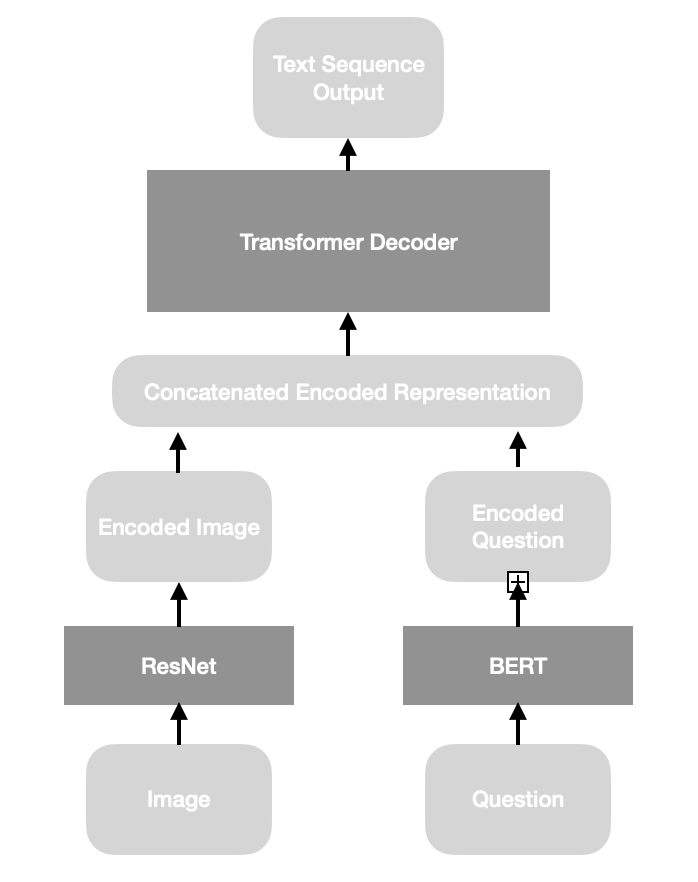 Text Sequence
Output
Transformer Decoder
Concatenated Encoded Representation
Encoded Image
Encoded
Question
ResNet
BERT
Image
Question